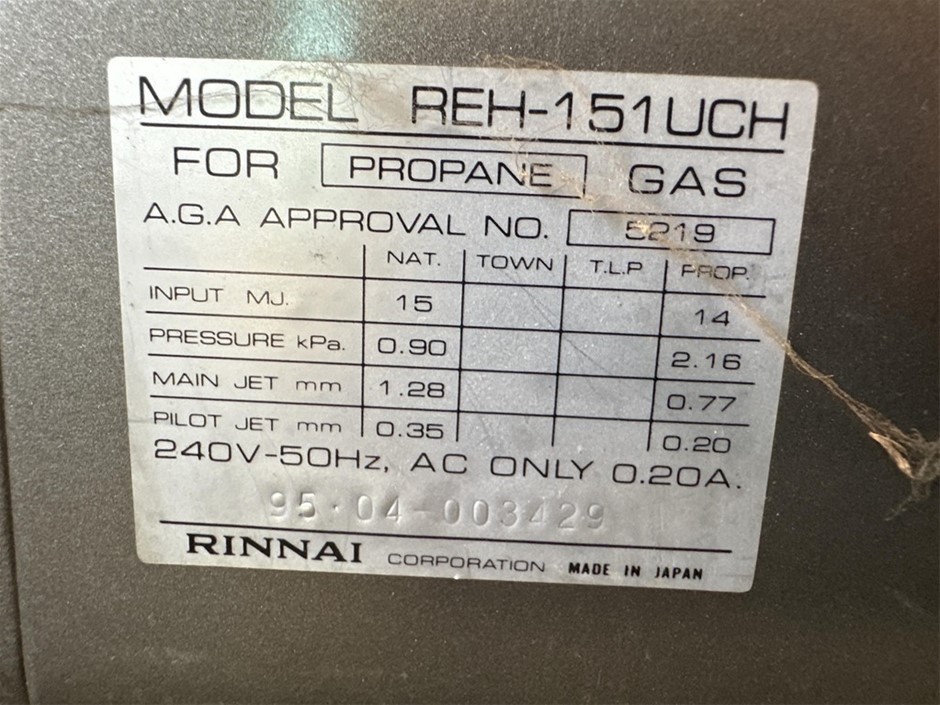 MODEL REH-151UCH
FOR PROPANE GAS
A.G.A APPROVAL NO. 5219
NAT. TOWN T.L.P PROP.
INPUT MJ. 15 14
PRESSURE kPa. 0.90 2.16
MAIN JET mm 1.28 0.77
PILOT JET mm 0.35 0.20
240V-50Hz, AC ONLY 0.20A.
95·04-003429
RINNAI CORPORATION MADE IN JAPAN